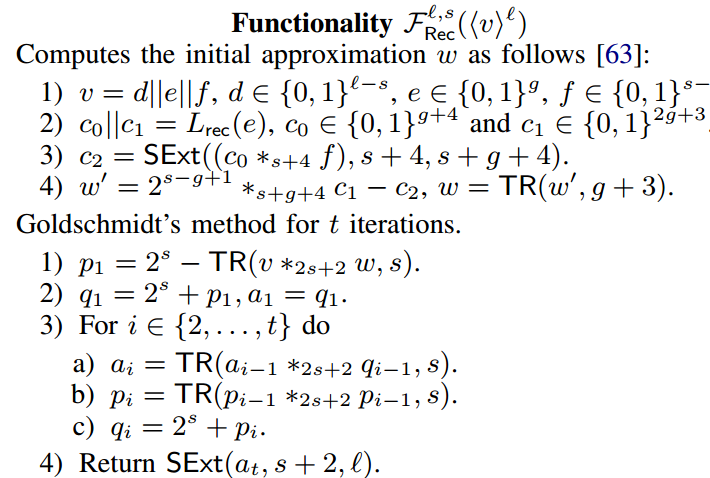 Functionality $\mathcal{F}_{\text{Rec}}^{\ell,s}(\langle v \rangle^{\ell})$
Computes the initial approximation $w$ as follows [63]:
1) $v = d||e||f$, $d \in \{0,1\}^{\ell-s}$, $e \in \{0,1\}^{g}$, $f \in \{0,1\}^{s-}$
2) $c_0||c_1 = L_{\text{rec}}(e)$, $c_0 \in \{0,1\}^{g+4}$ and $c_1 \in \{0,1\}^{2g+3}$.
3) $c_2 = \mathsf{SExt}((c_0 *_{s+4} f), s+4, s+g+4)$.
4) $w' = 2^{s-g+1} *_{s+g+4} c_1 - c_2$, $w = \mathsf{TR}(w', g+3)$.
Goldschmidt's method for $t$ iterations.
1) $p_1 = 2^s - \mathsf{TR}(v *_{2s+2} w, s)$.
2) $q_1 = 2^s + p_1, a_1 = q_1$.
3) For $i \in \{2, \ldots, t\}$ do
a) $a_i = \mathsf{TR}(a_{i-1} *_{2s+2} q_{i-1}, s)$.
b) $p_i = \mathsf{TR}(p_{i-1} *_{2s+2} p_{i-1}, s)$.
c) $q_i = 2^s + p_i$.
4) Return $\mathsf{SExt}(a_t, s+2, \ell)$.